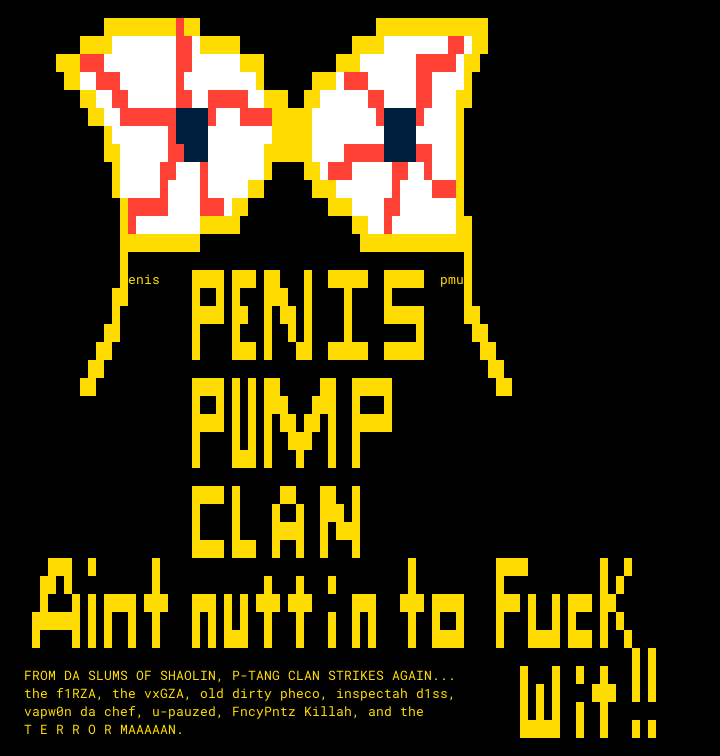 enis PENIS pmu
PUMP
CLAN
Aint nuttin to Fuck
Wit!!
FROM DA SLUMS OF SHAOLIN, P-TANG CLAN STRIKES AGAIN...
the f1RZA, the vxGZA, old dirty pheco, inspectah d1ss,
vapw0n da chef, u-pauzed, FncyPntz Killah, and the
T E R R O R MAAAAAN.